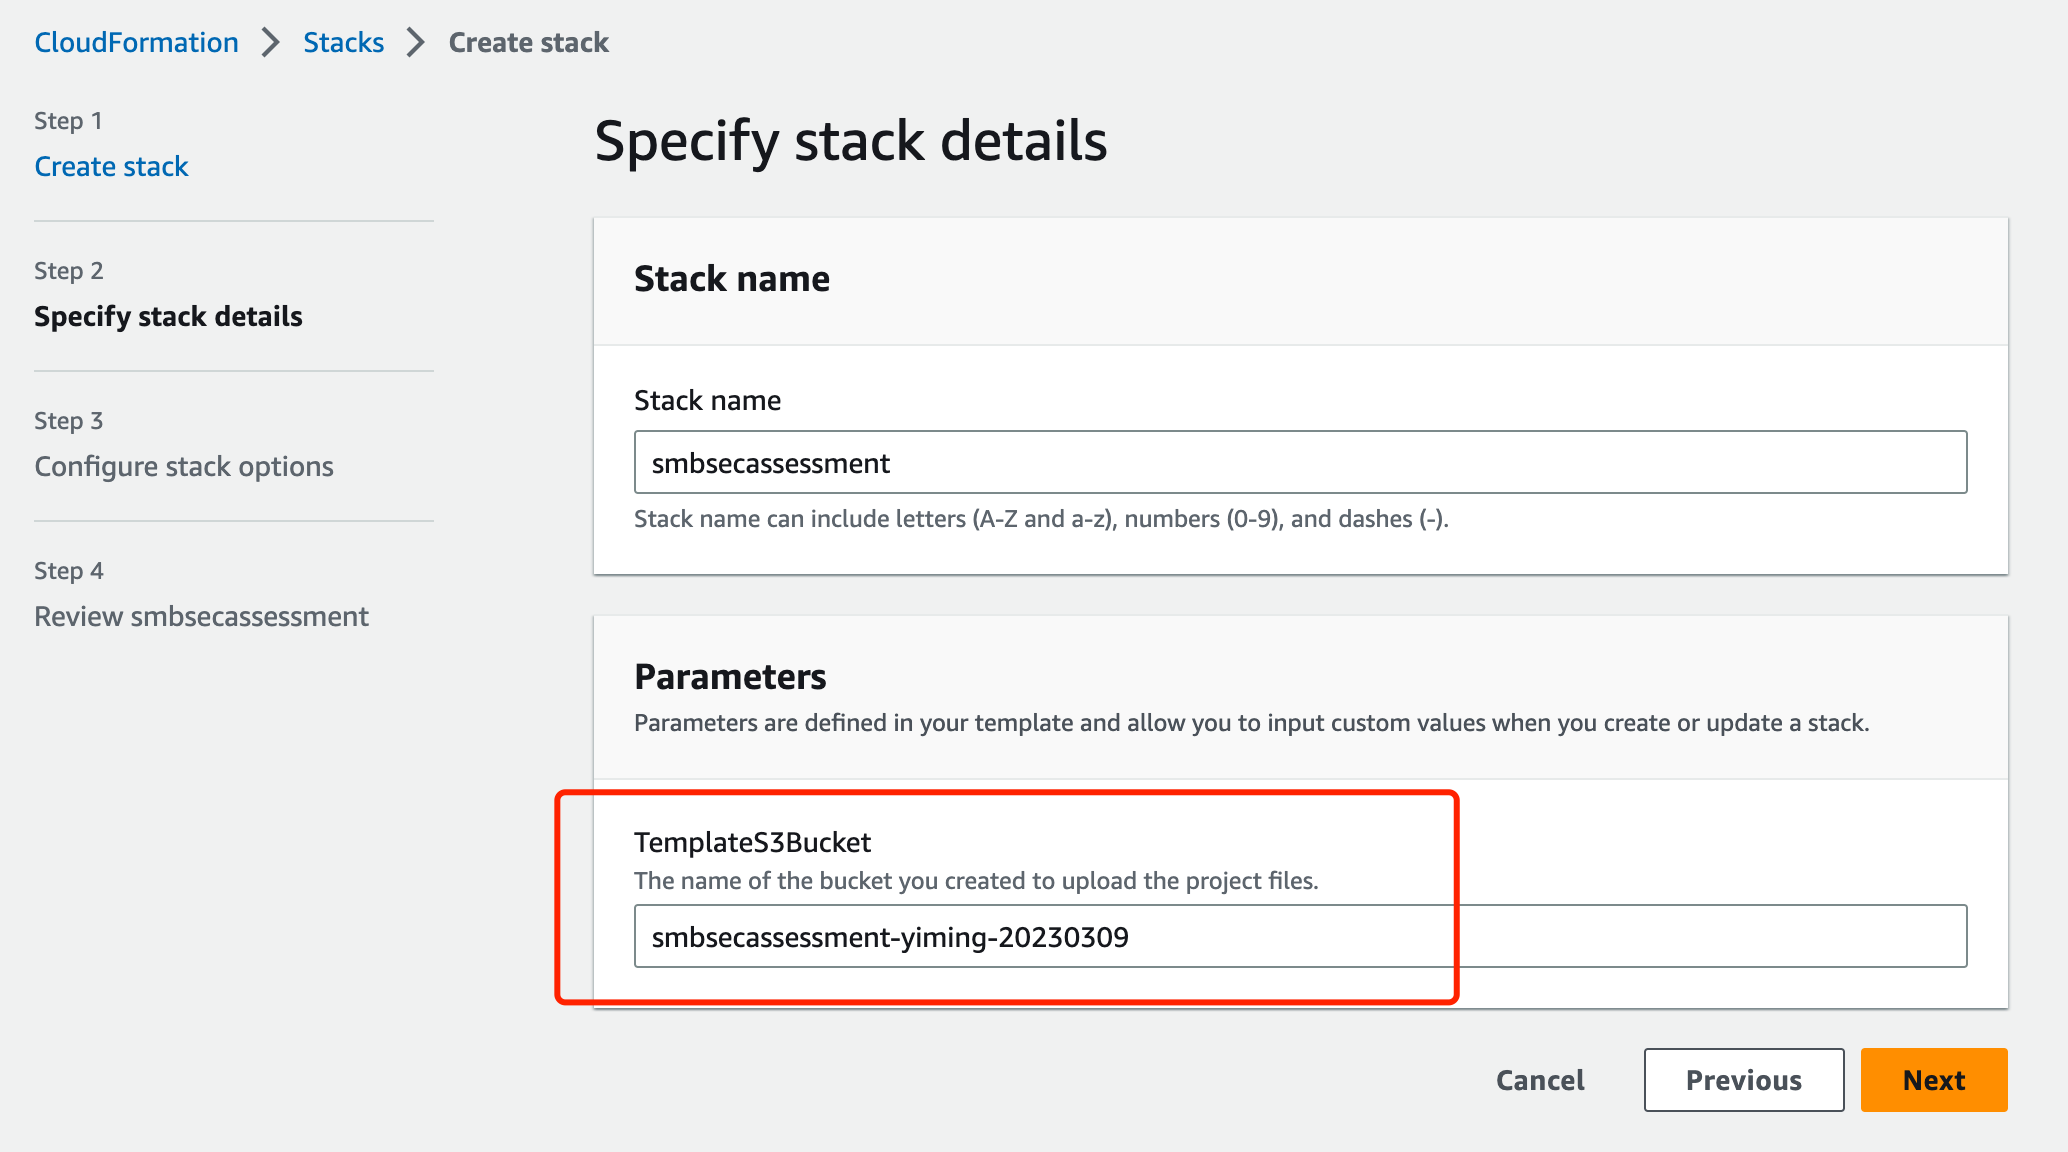 CloudFormation > Stacks > Create stack
Step 1
Create stack
Step 2
Specify stack details
Step 3
Configure stack options
Step 4
Review smbsecassessment
Specify stack details
Stack name
Stack name
smbsecassessment
Stack name can include letters (A-Z and a-z), numbers (0-9), and dashes (-).
Parameters
Parameters are defined in your template and allow you to input custom values when you create or update a stack.
TemplateS3Bucket
The name of the bucket you created to upload the project files.
smbsecassessment-yiming-20230309
Cancel Previous Next